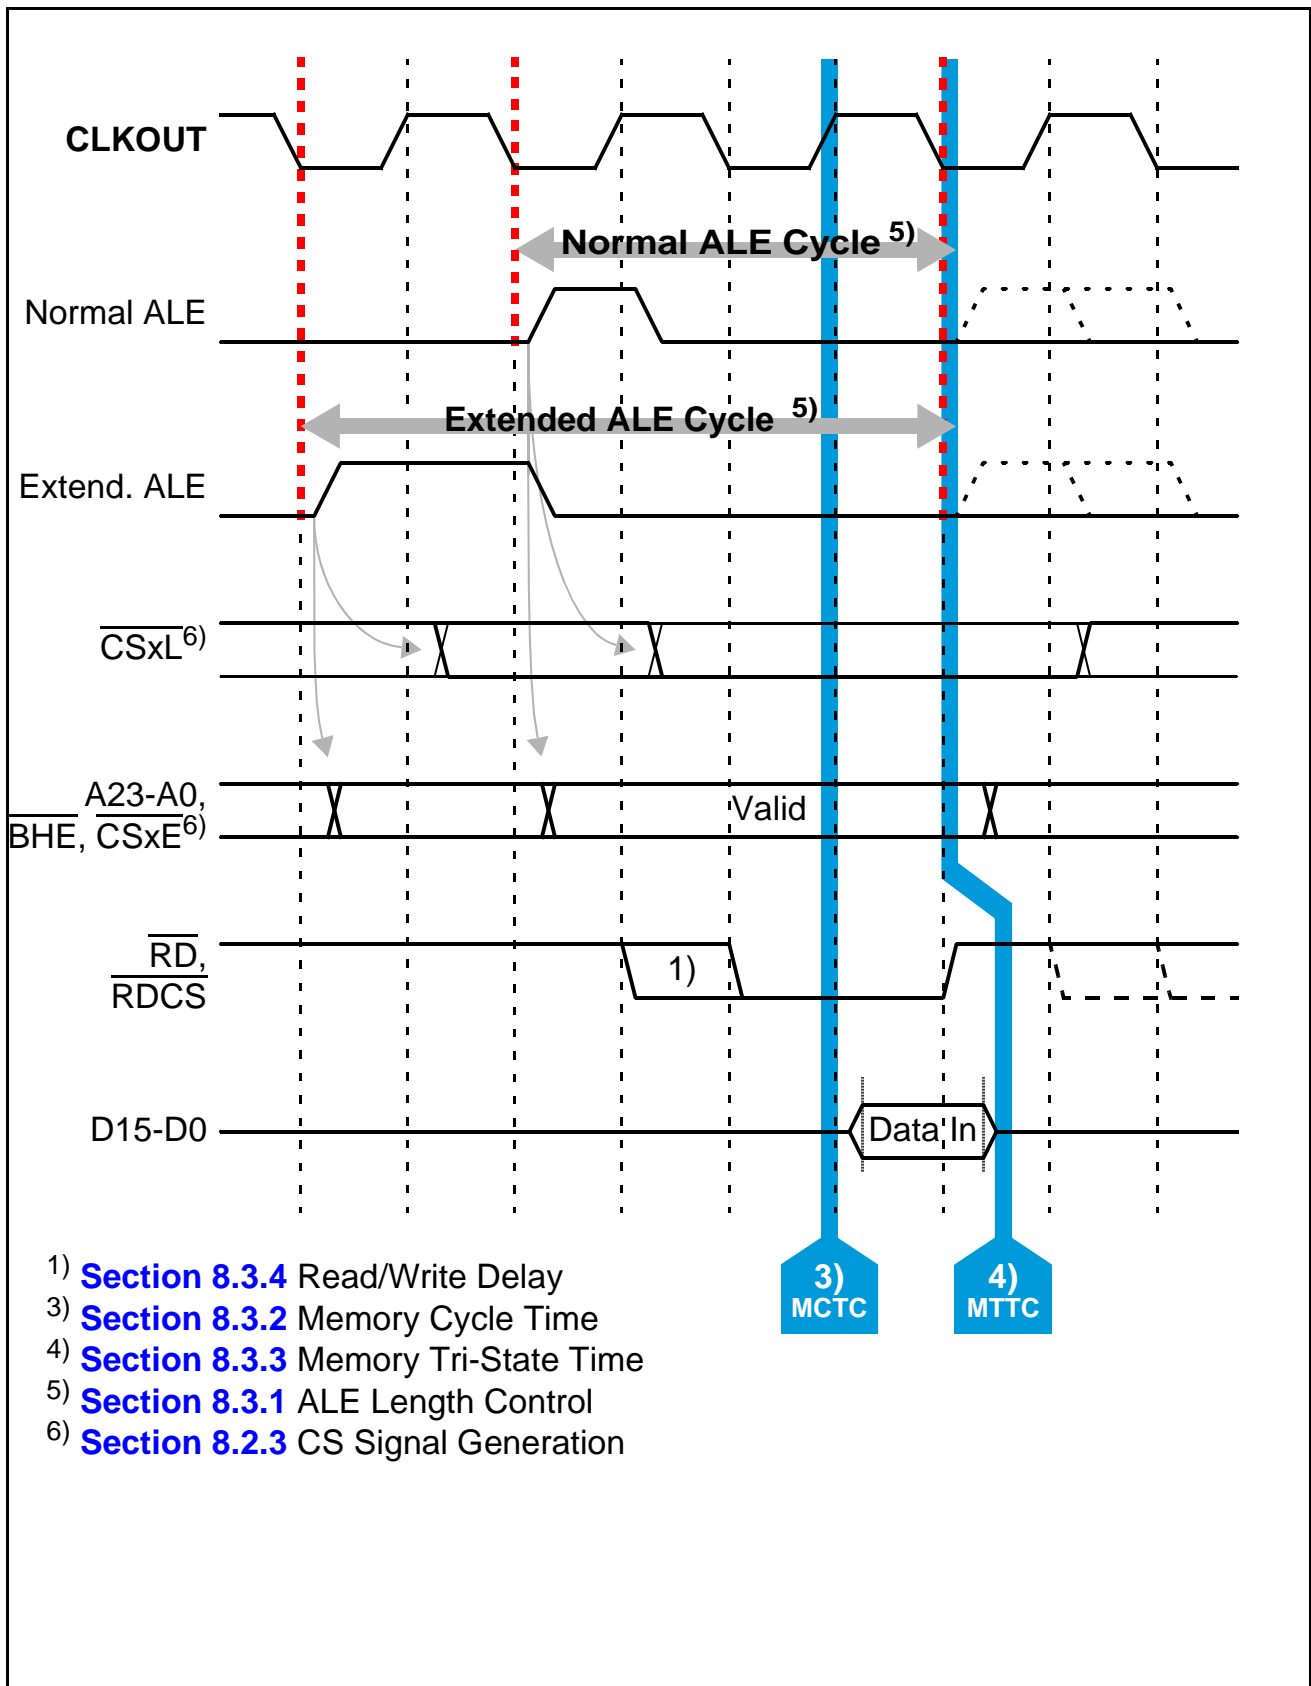 CLKOUT
Normal ALE Cycle 5)
Normal ALE
Extended ALE Cycle 5)
Extend. ALE
CSxL6)
A23-A0,
BHE, CSxE6)
Valid
RD,
RDCS
1)
D15-D0
Data In
3)
MCTC
4)
MTTC
1) Section 8.3.4 Read/Write Delay
3) Section 8.3.2 Memory Cycle Time
4) Section 8.3.3 Memory Tri-State Time
5) Section 8.3.1 ALE Length Control
6) Section 8.2.3 CS Signal Generation